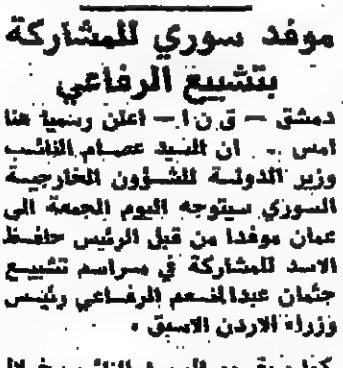 موفد سوري للمشاركة
بتشييع الرفاعي
دمشق — ق ن ا — اعلن رسميا هنا
امس .. ان السيد عصام النائب
وزير الدولة للشؤون الخارجية
السوري سيتوجه اليوم الجمعة الى
عمان موفدا من قبل الرئيس حافظ
الاسد للمشاركة في مراسم تشييع
جثمان عبدالمنعم الرفاعي رئيس
وزراء الاردن الاسبق .